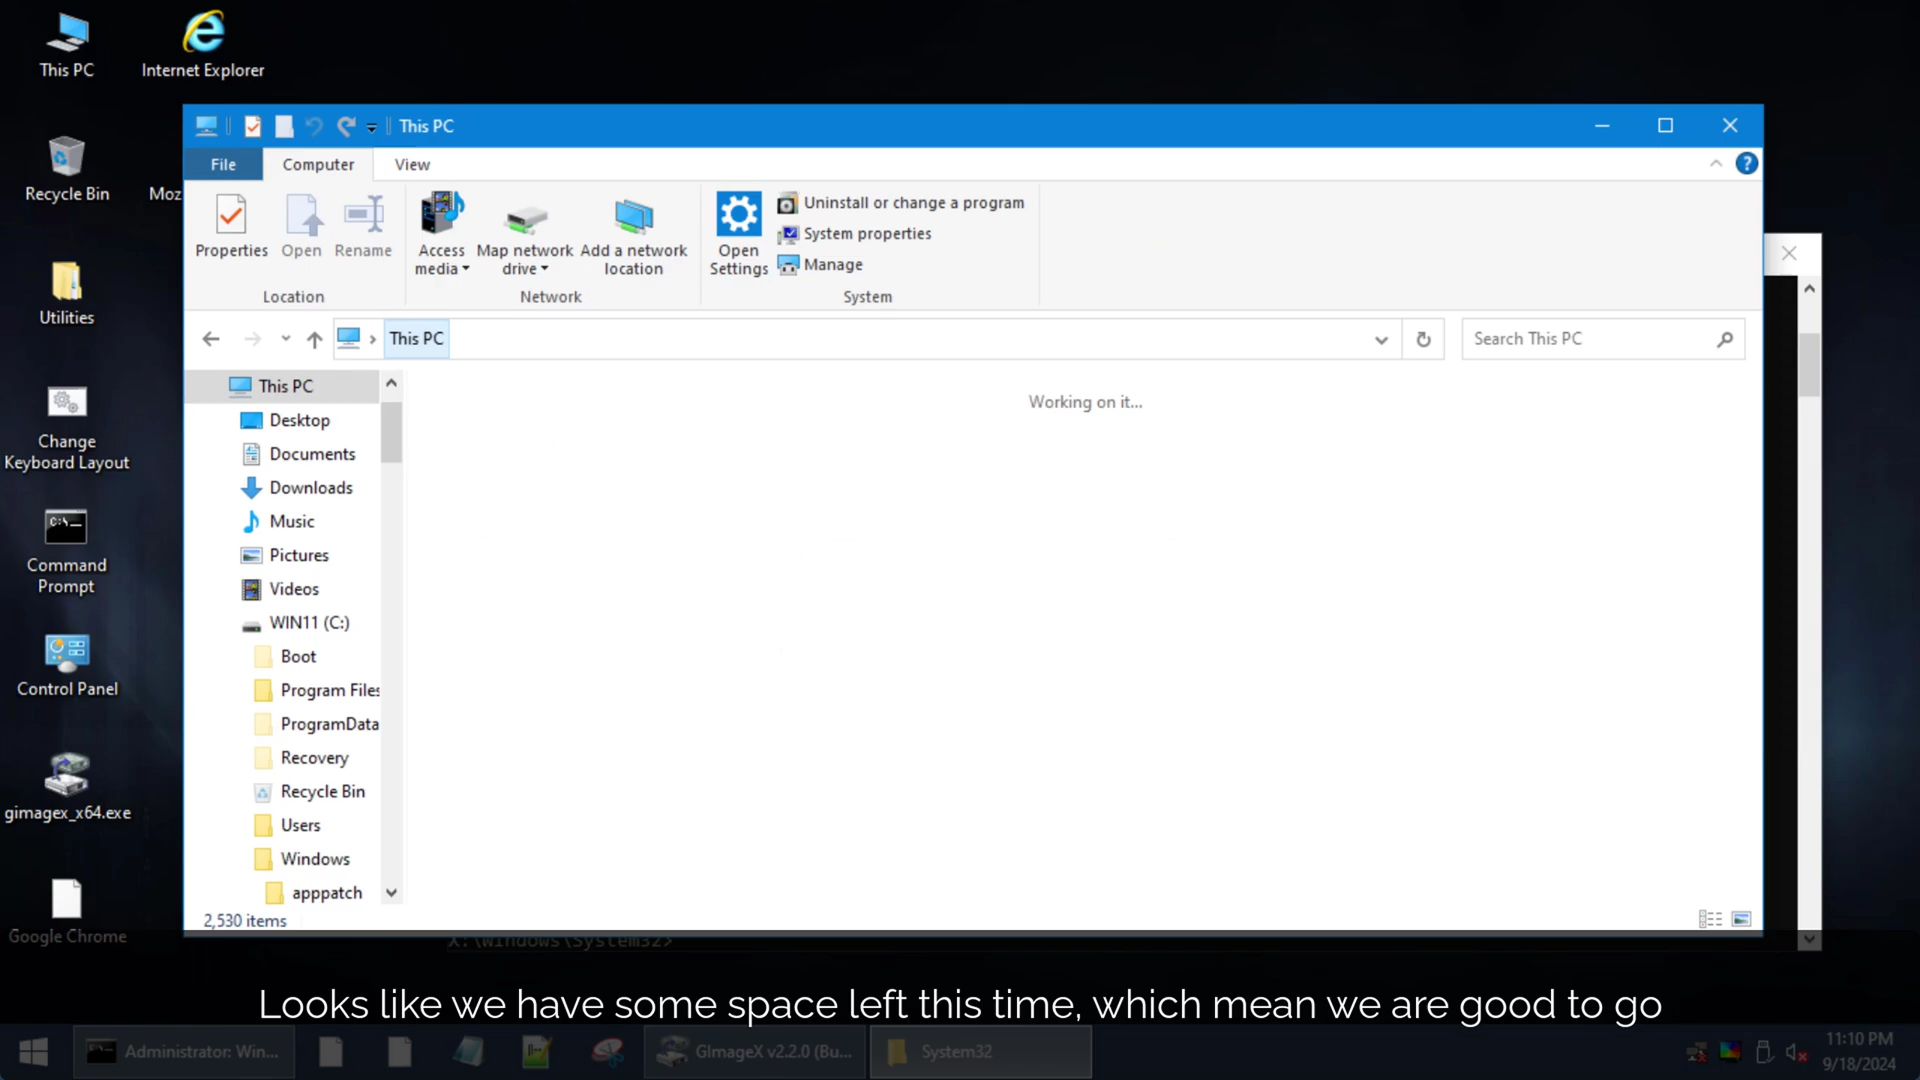 This PC
Internet Explorer
Recycle Bin
Moz
Utilities
Change
Keyboard Layout
C:\
Command
Prompt
Control Panel
gimagex_x64.exe
Google Chrome
This PC
File
Computer
View
?
Properties
Open
Rename
Location
Access
media
Map network
drive
Add a network
location
Network
Open
Settings
Uninstall or change a program
System properties
Manage
System
This PC
Search This PC
This PC
Desktop
Documents
Downloads
Music
Pictures
Videos
WIN11 (C:)
Boot
Program Files
ProgramData
Recovery
Recycle Bin
Users
Windows
apppatch
Working on it...
2,530 items
X:\Windows\System32>
Looks like we have some space left this time, which mean we are good to go
Administrator: Win...
GImageX v2.2.0 (Bu...
System32
11:10 PM
9/18/2024